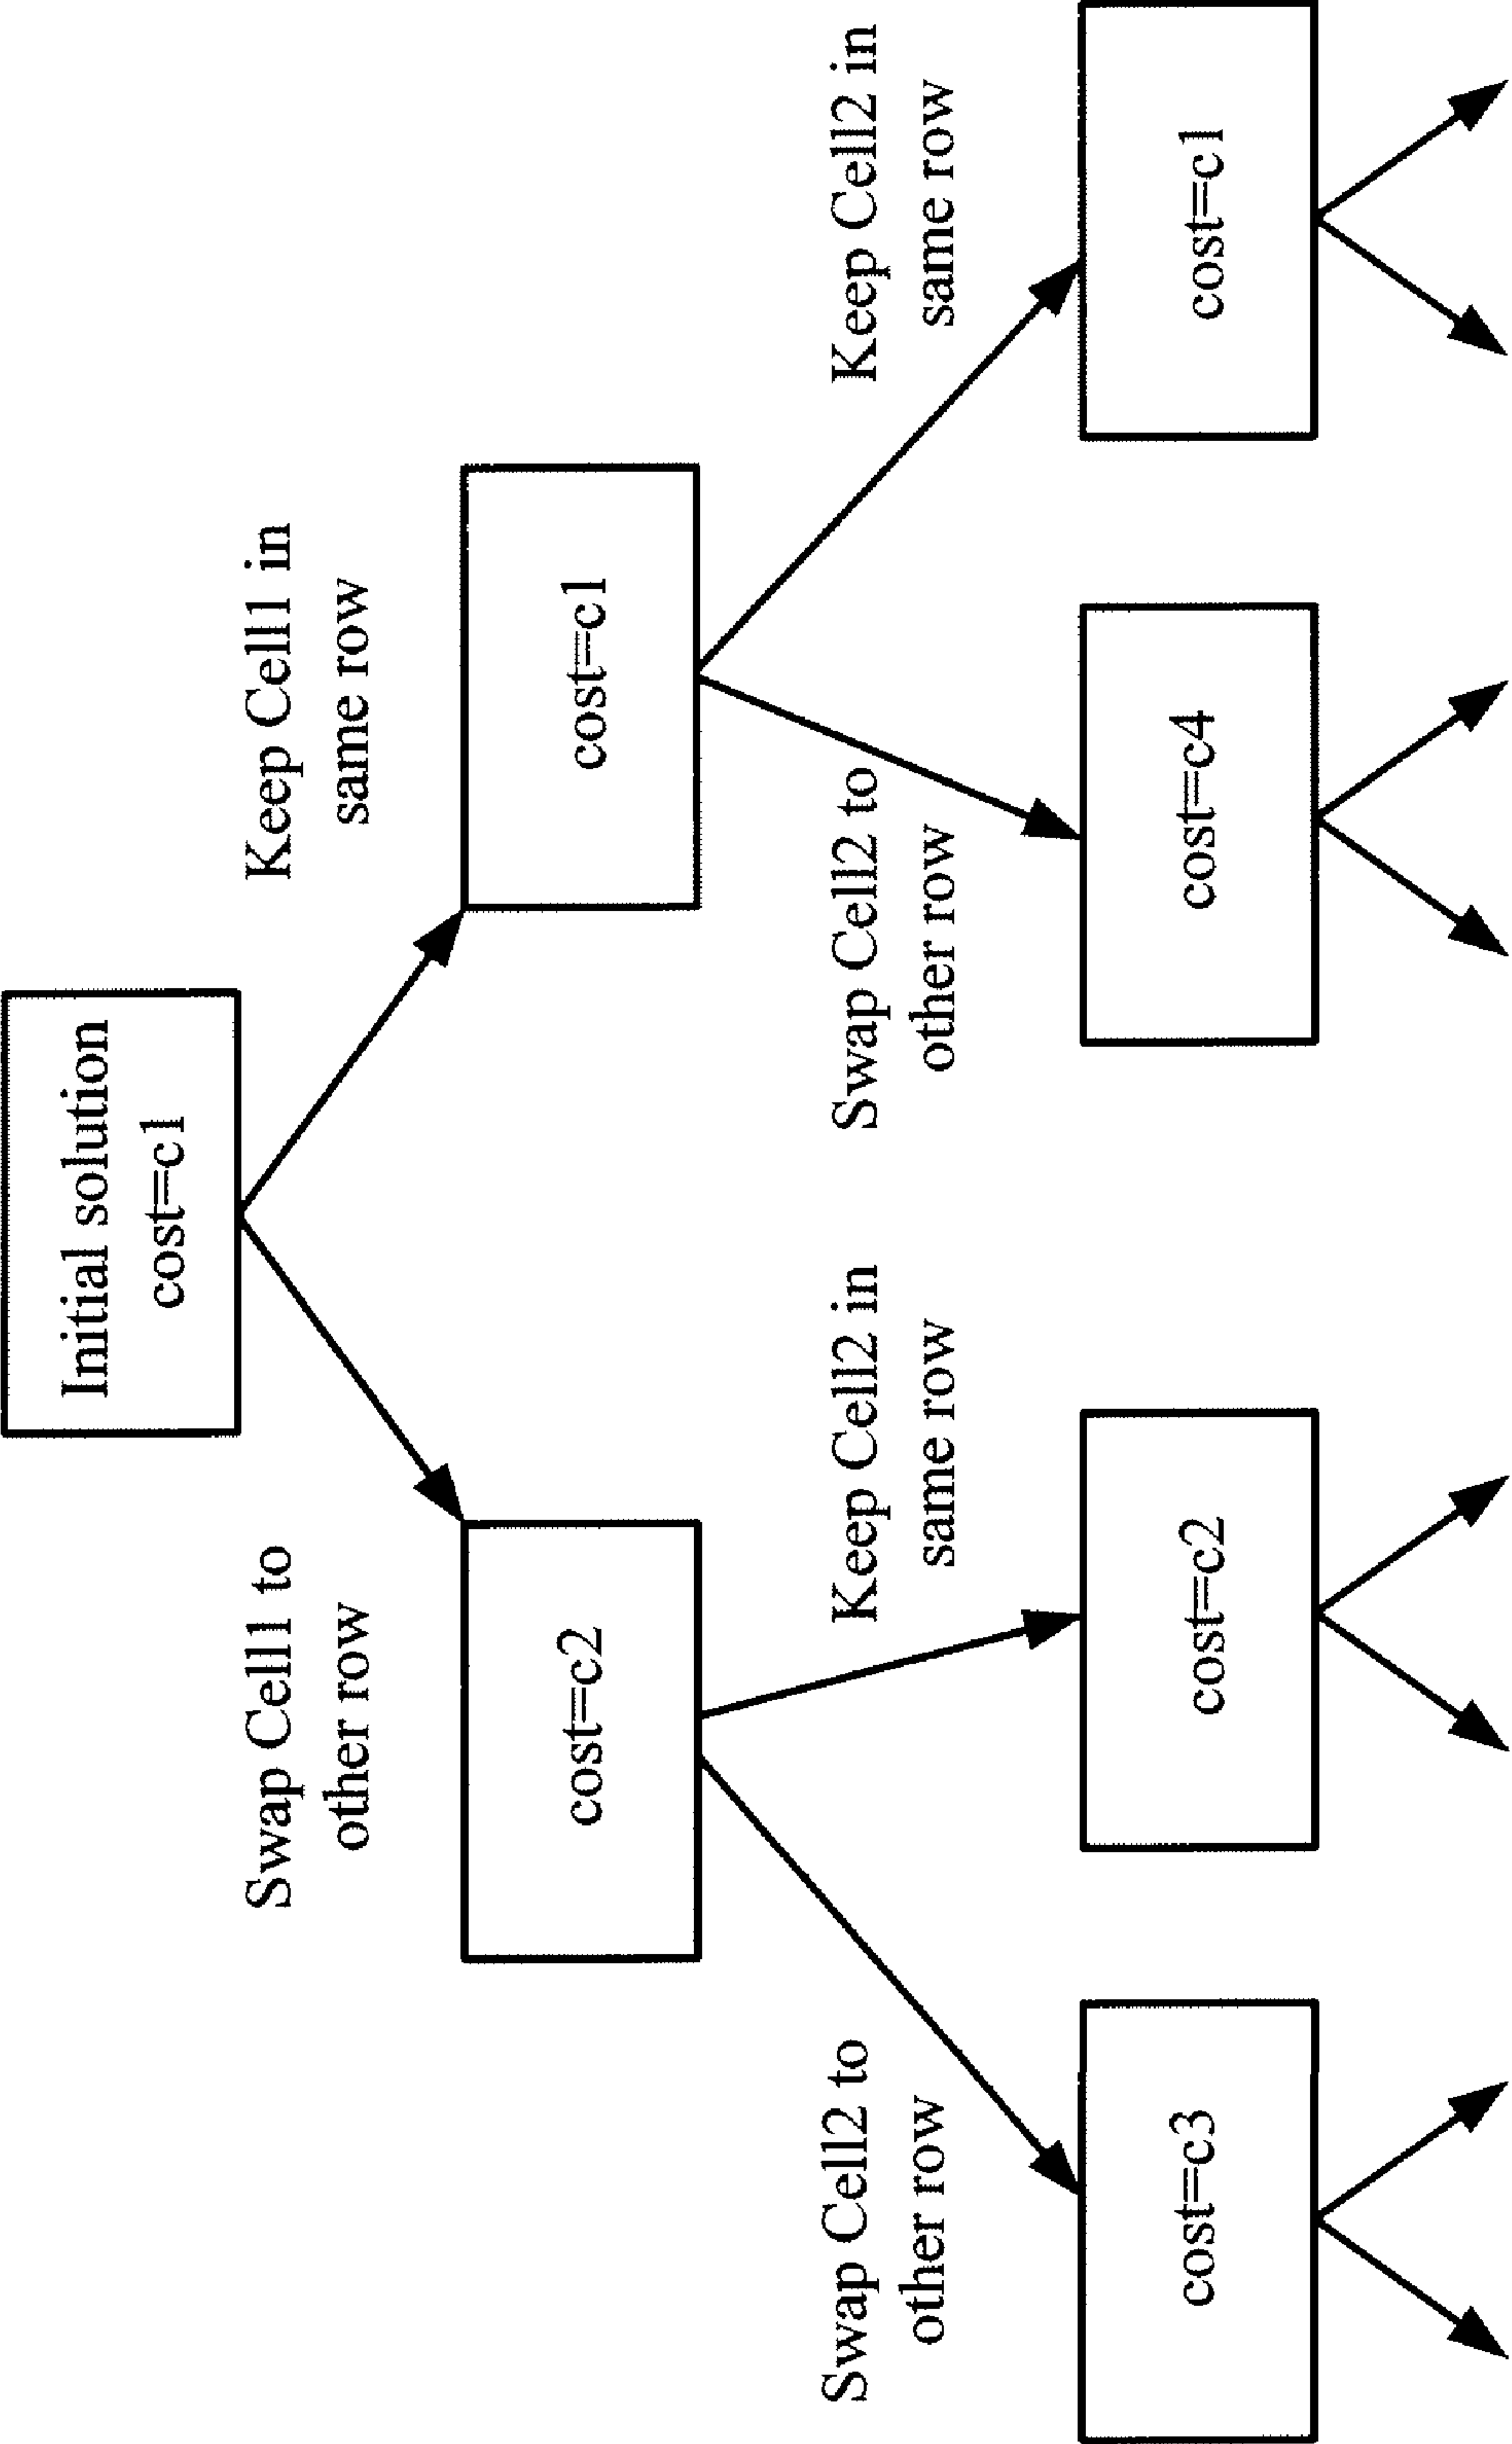 Initial solution
cost=c1
Swap Cell1 to
other row
Keep Cell1 in
same row
cost=c2
cost=c1
Swap Cell2 to
other row
Keep Cell2 in
same row
Swap Cell2 to
other row
Keep Cell2 in
same row
cost=c3
cost=c2
cost=c4
cost=c1